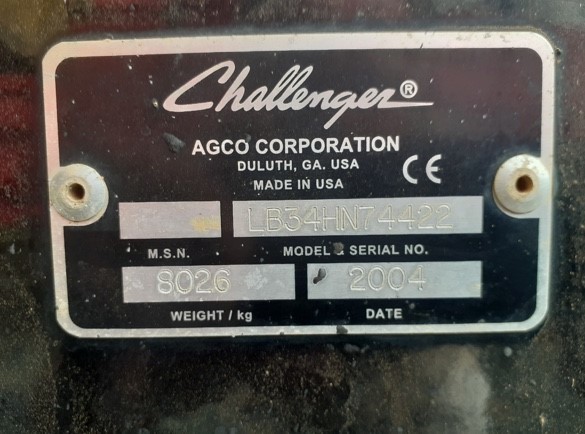 Challenger®
AGCO CORPORATION
DULUTH, GA. USA
MADE IN USA
CE
LB34HN74422
M.S.N. MODEL & SERIAL NO.
8026 2004
WEIGHT / kg DATE